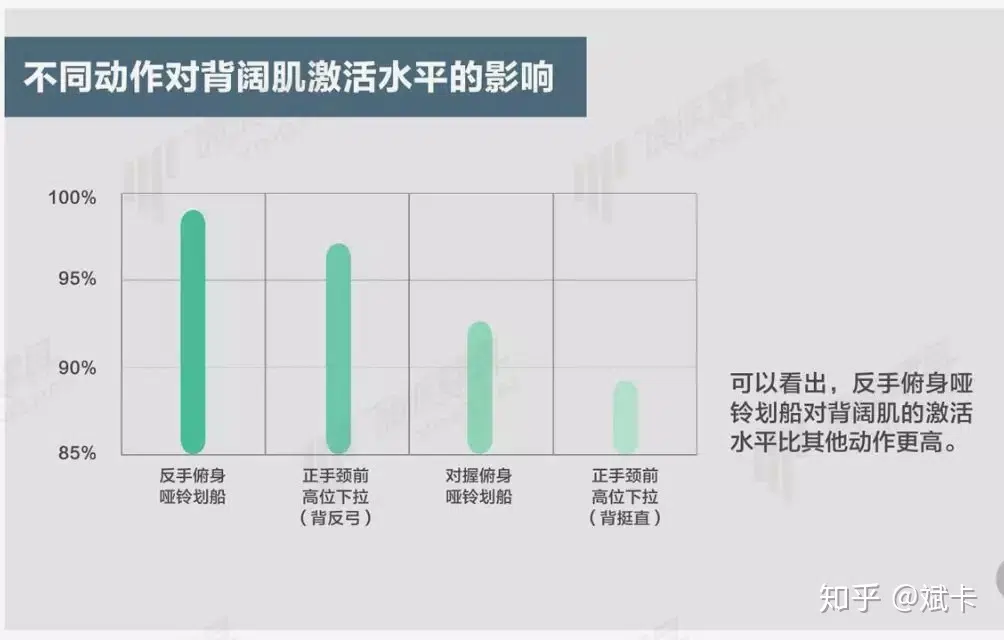 不同动作对背阔肌激活水平的影响
100%
95%
90%
85%
反手俯身
哑铃划船
正手颈前
高位下拉
（背反弓）
对握俯身
哑铃划船
正手颈前
高位下拉
（背挺直）
可以看出，反手俯身哑
铃划船对背阔肌的激活
水平比其他动作更高。
知乎 @斌卡